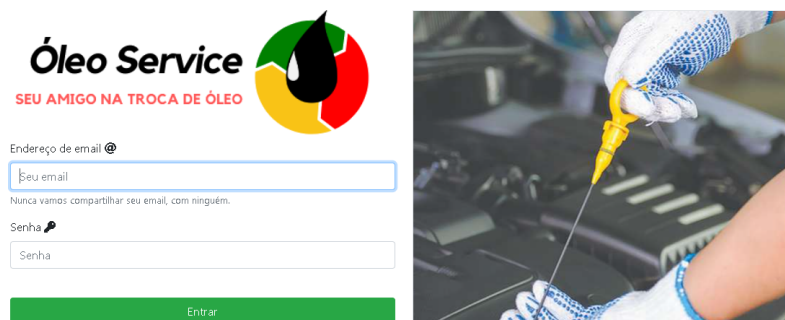 Óleo Service
SEU AMIGO NA TROCA DE ÓLEO
Endereço de email @
Seu email
Nunca vamos compartilhar seu email, com ninguém.
Senha
Senha
Entrar